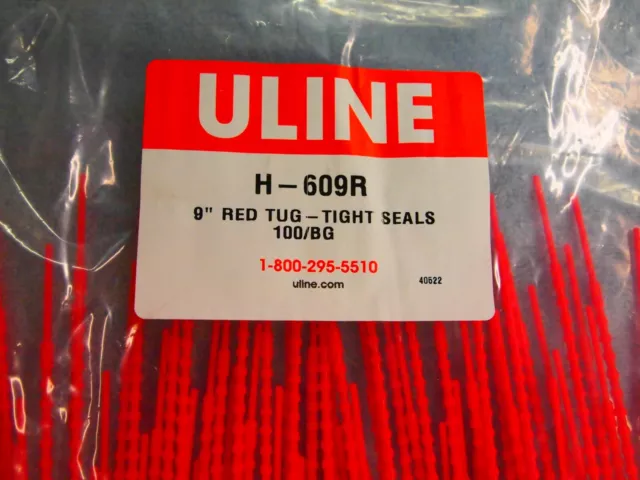 ULINE
H-609R
9" RED TUG-TIGHT SEALS
100/BG
1-800-295-5510
uline.com
40622